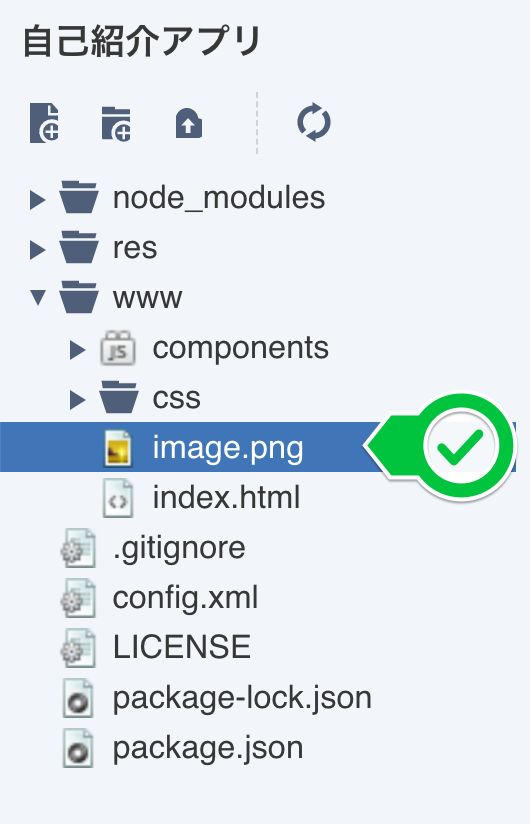 自己紹介アプリ
node_modules
res
www
components
css
image.png
index.html
.gitignore
config.xml
LICENSE
package-lock.json
package.json